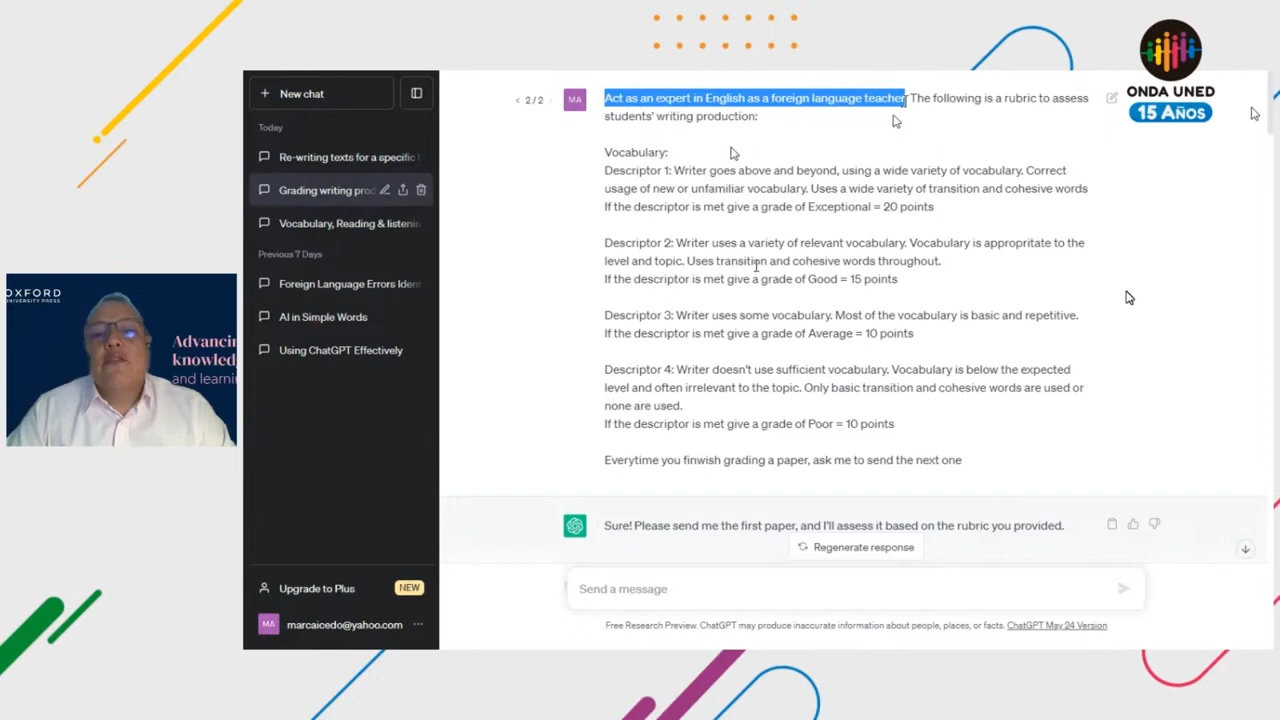 OXFORD
UNIVERSITY PRESS
Advancin
knowled
and learnin
New chat
Today
Re-writing texts for a specific
Grading writing prod
Vocabulary, Reading & listenin
Previous 7 Days
Foreign Language Errors Iden
AI in Simple Words
Using ChatGPT Effectively
Upgrade to Plus
NEW
MA
marcaicedo@yahoo.com
2/2
MA
Act as an expert in English as a foreign language teacher. The following is a rubric to assess
students' writing production:
Vocabulary:
Descriptor 1: Writer goes above and beyond, using a wide variety of vocabulary. Correct
usage of new or unfamiliar vocabulary. Uses a wide variety of transition and cohesive words
If the descriptor is met give a grade of Exceptional = 20 points
Descriptor 2: Writer uses a variety of relevant vocabulary. Vocabulary is appropritate to the
level and topic. Uses transition and cohesive words throughout.
If the descriptor is met give a grade of Good = 15 points
Descriptor 3: Writer uses some vocabulary. Most of the vocabulary is basic and repetitive.
If the descriptor is met give a grade of Average = 10 points
Descriptor 4: Writer doesn't use sufficient vocabulary. Vocabulary is below the expected
level and often irrelevant to the topic. Only basic transition and cohesive words are used or
none are used.
If the descriptor is met give a grade of Poor = 10 points
Everytime you finwish grading a paper, ask me to send the next one
Sure! Please send me the first paper, and I'll assess it based on the rubric you provided.
Regenerate response
Send a message
Free Research Preview. ChatGPT may produce inaccurate information about people, places, or facts. ChatGPT May 24 Version
ONDA UNED
15 AÑOS